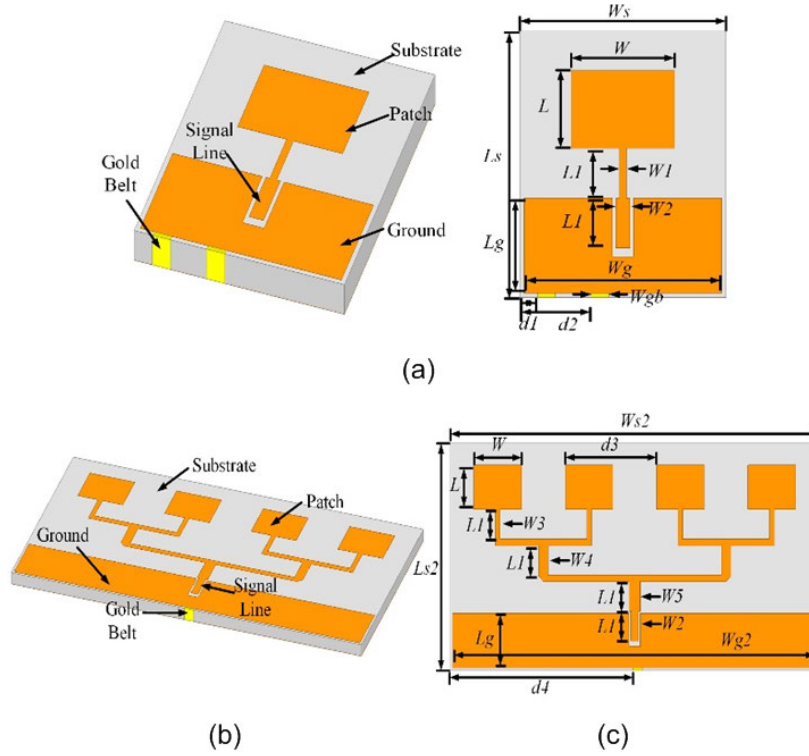 Substrate
Patch
Signal
Line
Gold
Belt
Ground
Ws
W
L
Ls
L1
W1
L1
W2
Lg
Wg
Wgb
d1
d2
(a)
Substrate
Patch
Ground
Signal
Line
Gold
Belt
Ws2
W
d3
L
L1
W3
Ls2
L1
W4
L1
W5
L1
W2
Lg
Wg2
d4
(b)
(c)